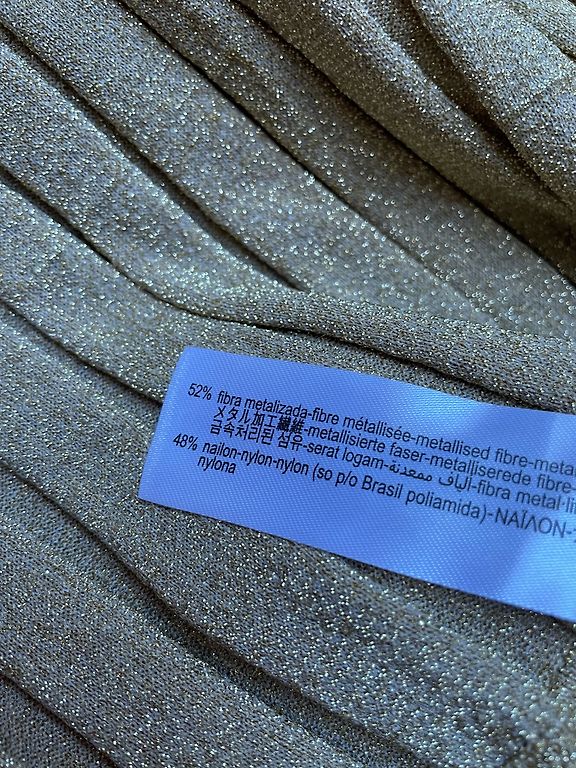 52% fibra metalizada-fibre métallisée-metallised fibre-metal
メタル加工繊維-metallisierte faser-metalliserede fibre-
금속처리된 섬유-serat logam-ألياف ممعدنة-fibra metal·li
48% nailon-nylon-nylon (so p/o Brasil poliamida)-ΝΑΪΛΟΝ-
nylona